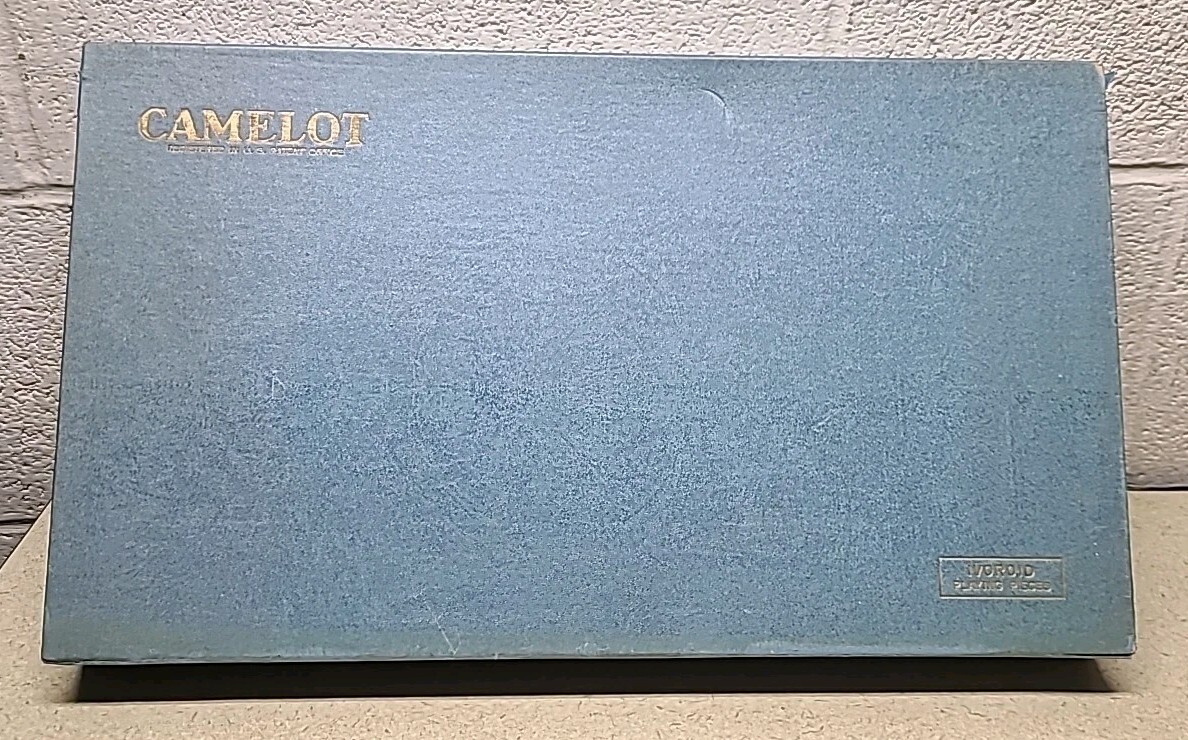 CAMELOT
REGISTERED IN U.S. PATENT OFFICE
IVOROID
PLAYING PIECES